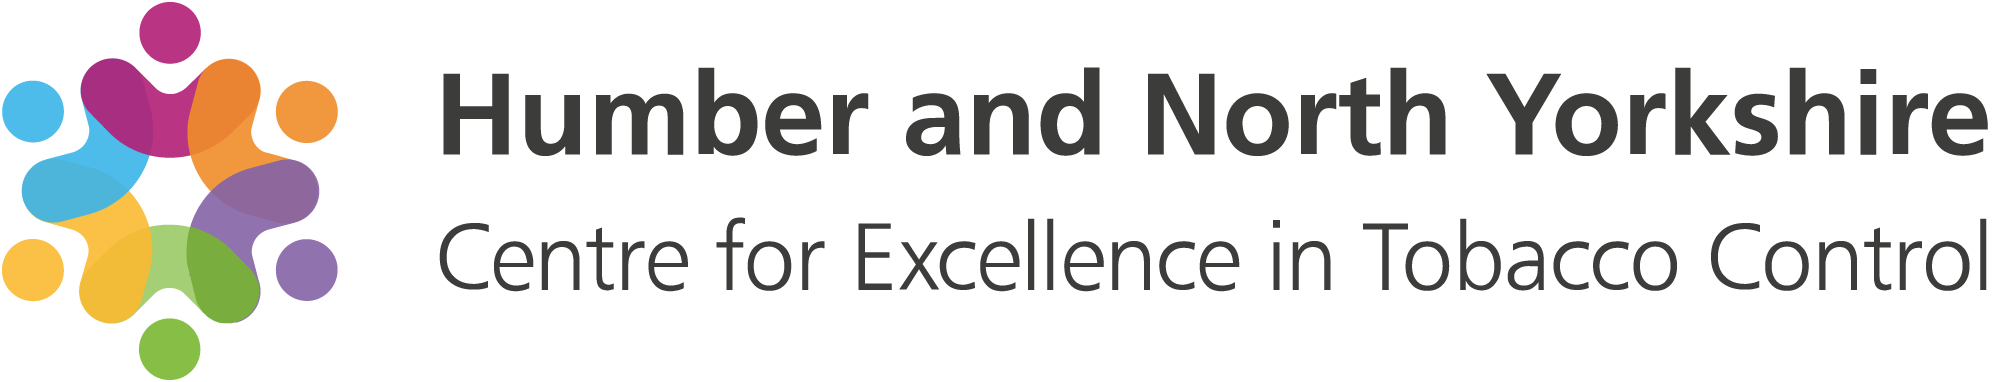 Humber and North Yorkshire
Centre for Excellence in Tobacco Control